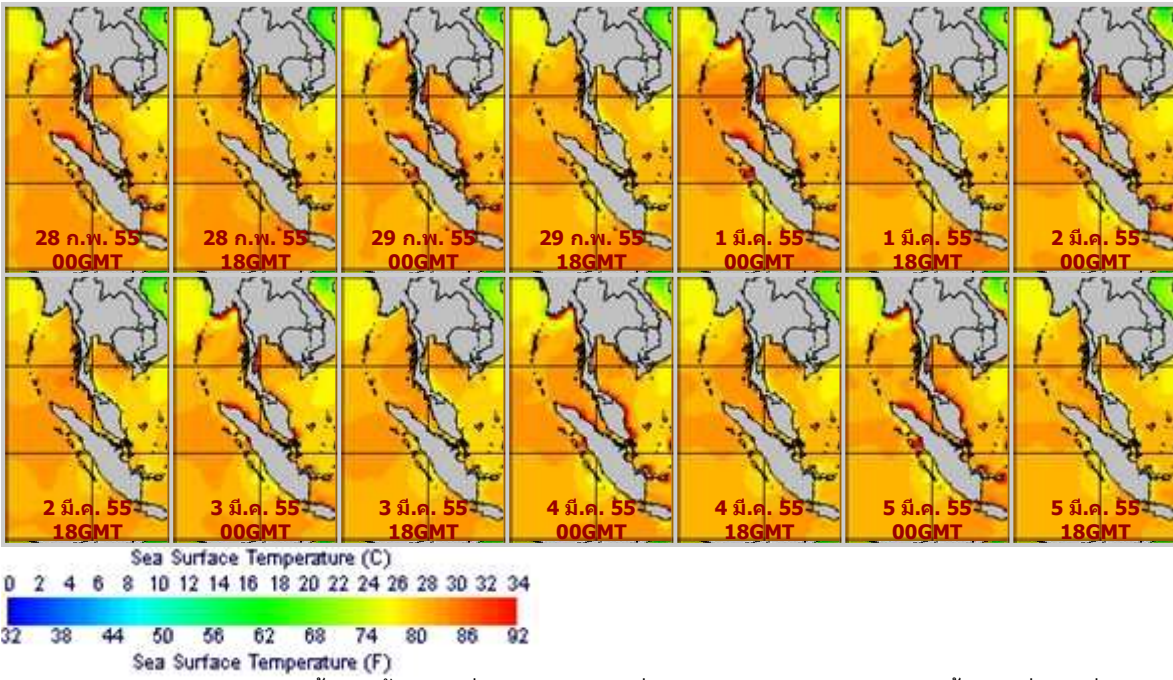 28 ก.พ. 55
00GMT
28 ก.พ. 55
18GMT
29 ก.พ. 55
00GMT
29 ก.พ. 55
18GMT
1 มี.ค. 55
00GMT
1 มี.ค. 55
18GMT
2 มี.ค. 55
00GMT
2 มี.ค. 55
18GMT
3 มี.ค. 55
00GMT
3 มี.ค. 55
18GMT
4 มี.ค. 55
00GMT
4 มี.ค. 55
18GMT
5 มี.ค. 55
00GMT
5 มี.ค. 55
18GMT
Sea Surface Temperature (C)
0 2 4 6 8 10 12 14 16 18 20 22 24 26 28 30 32 34
32 38 44 50 56 62 68 74 80 86 92
Sea Surface Temperature (F)